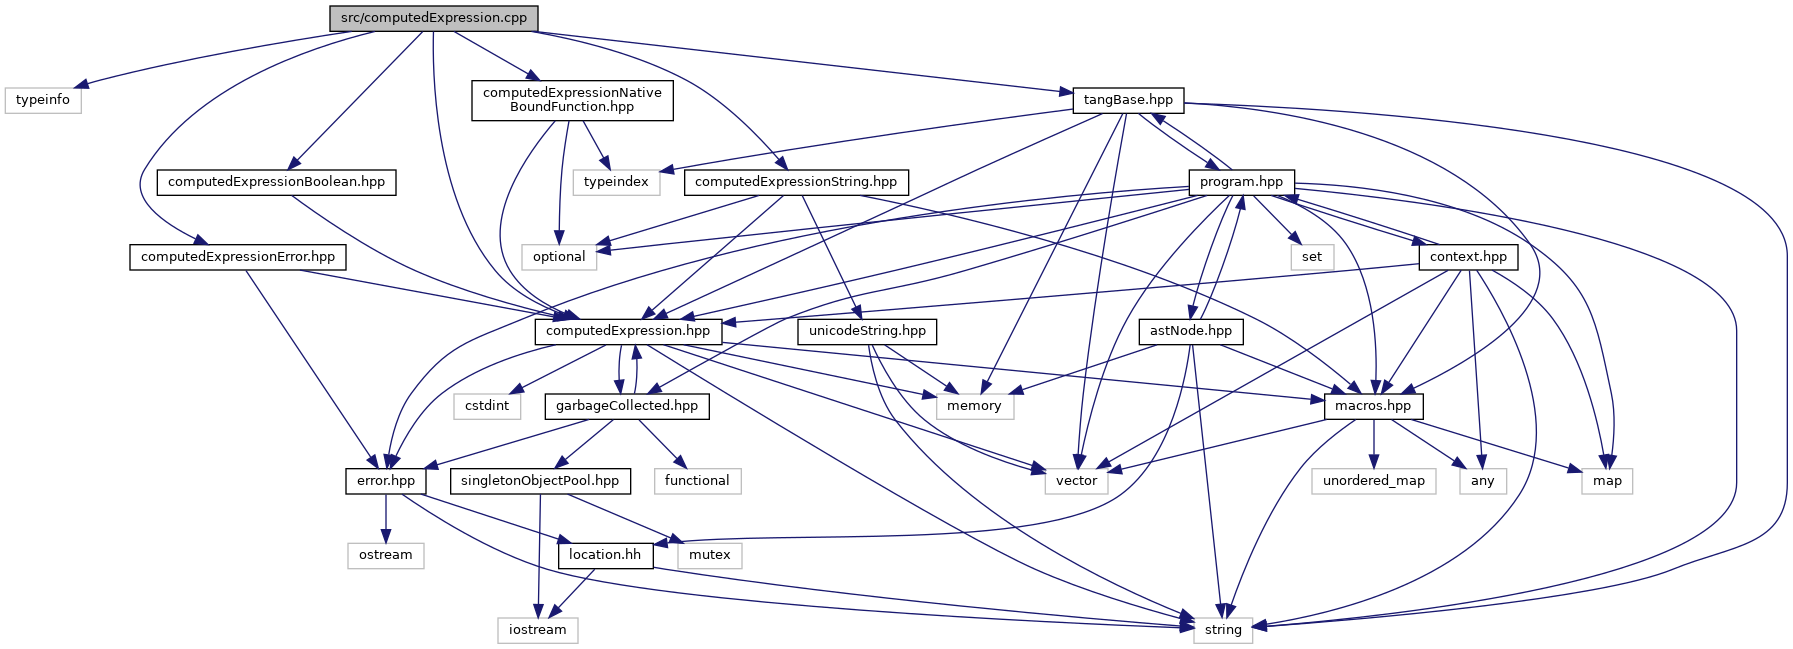 src/computedExpression.cpp
typeinfo
computedExpressionNative
BoundFunction.hpp
tangBase.hpp
computedExpressionBoolean.hpp
typeindex
computedExpressionString.hpp
program.hpp
computedExpressionError.hpp
optional
set
context.hpp
computedExpression.hpp
unicodeString.hpp
astNode.hpp
cstdint
garbageCollected.hpp
memory
macros.hpp
error.hpp
singletonObjectPool.hpp
functional
vector
unordered_map
any
map
ostream
location.hh
mutex
iostream
string